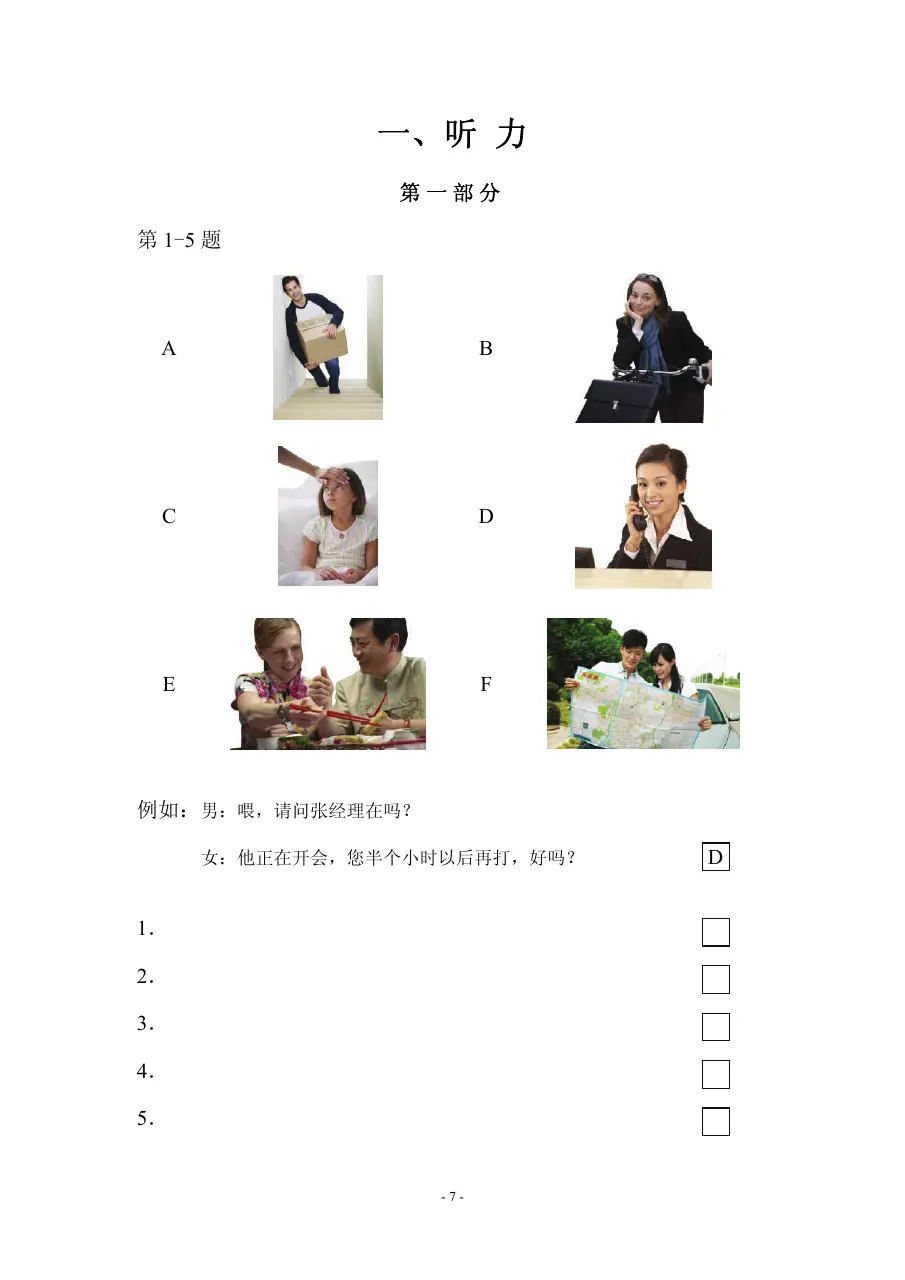 一、听 力
第 一 部 分
第 1-5 题
A
B
C
D
E
F
例如：男：喂，请问张经理在吗？
女：他正在开会，您半个小时以后再打，好吗？
D
1．
2．
3．
4．
5．
- 7 -